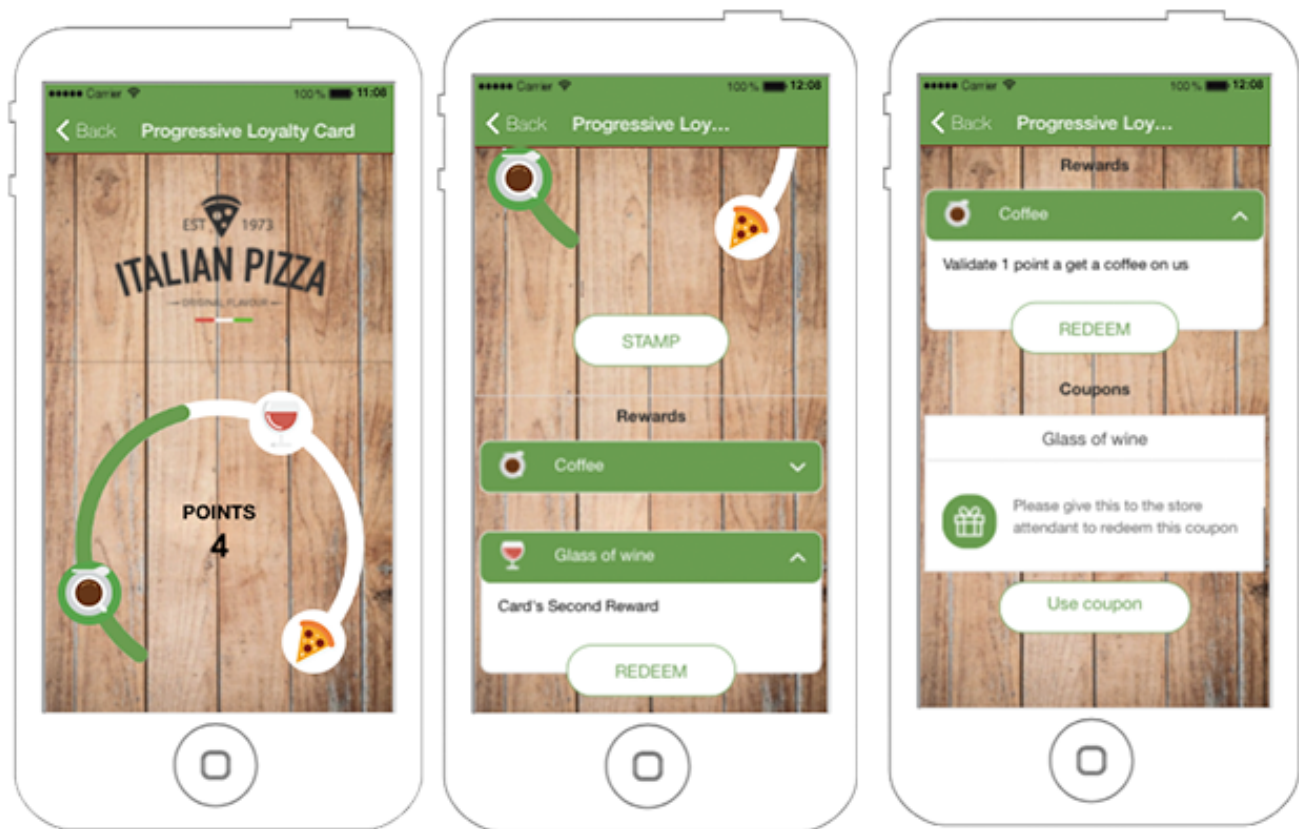 Carrier 100 % 11:08
Back Progressive Loyalty Card
EST 1973
ITALIAN PIZZA
ORIGINAL FLAVOUR
POINTS
4
Carrier 100 % 12:08
Back Progressive Loy...
STAMP
Rewards
Coffee
Glass of wine
Card's Second Reward
REDEEM
Carrier 100 % 12:08
Back Progressive Loy...
Rewards
Coffee
Validate 1 point a get a coffee on us
REDEEM
Coupons
Glass of wine
Please give this to the store
attendant to redeem this coupon
Use coupon